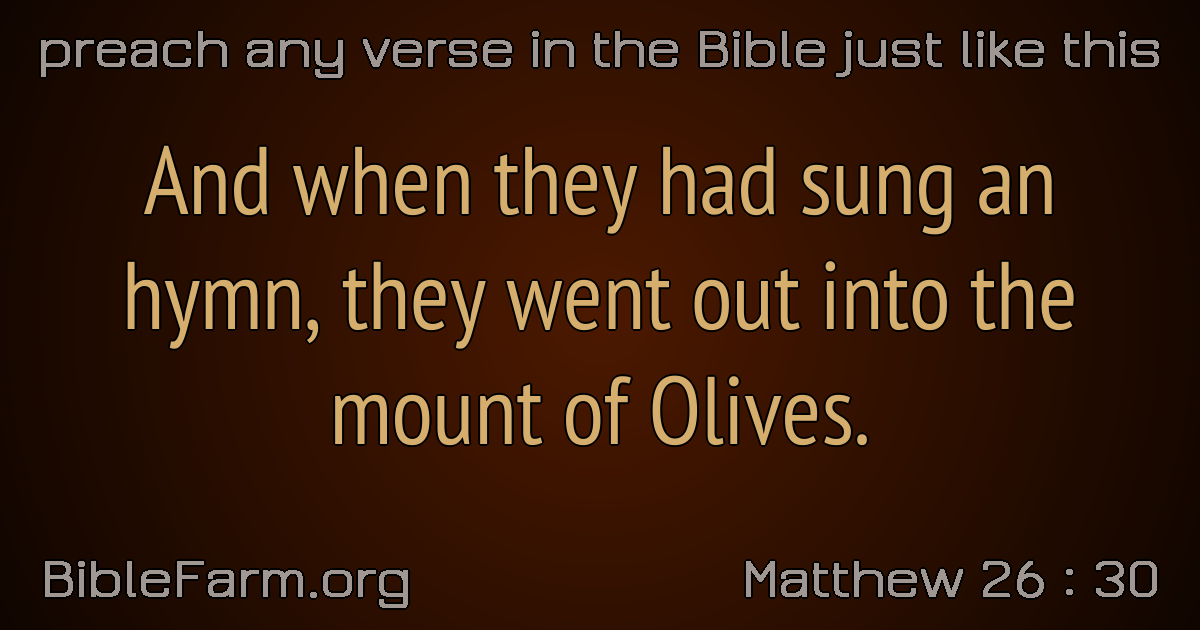 preach any verse in the Bible just like this
And when they had sung an
hymn, they went out into the
mount of Olives.
BibleFarm.org
Matthew 26 : 30